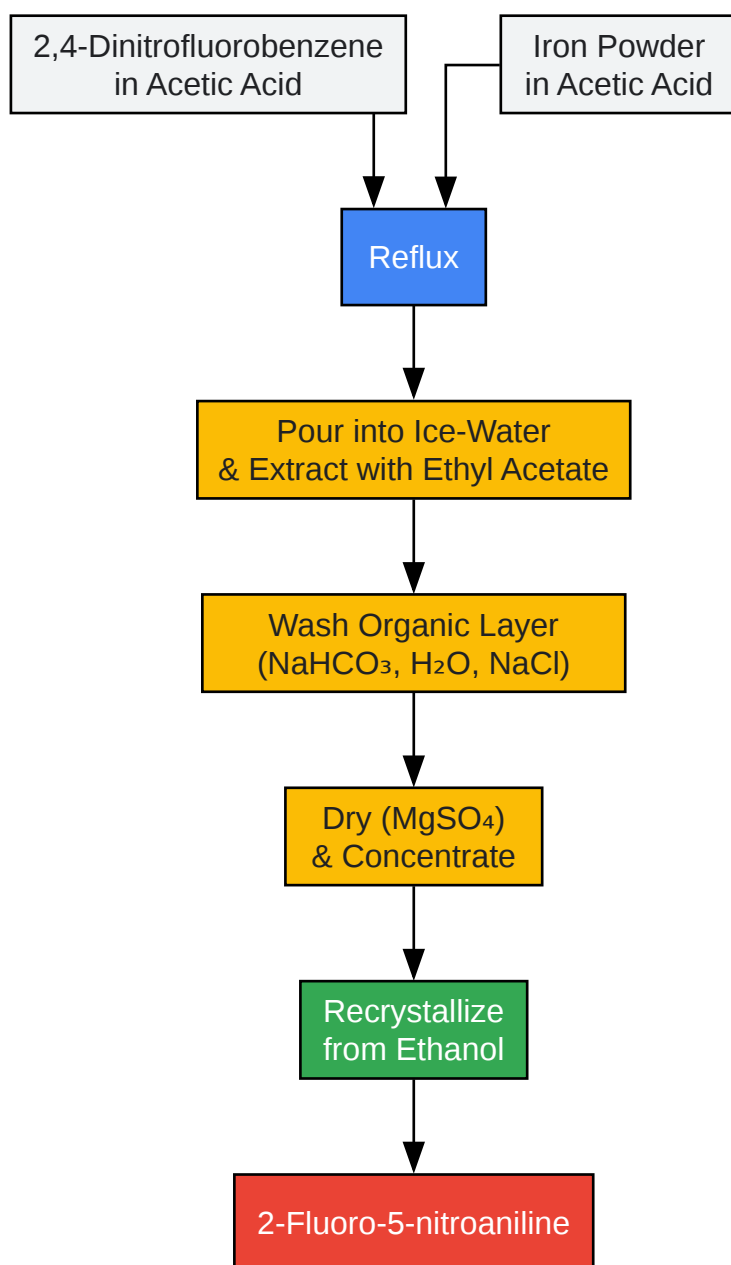 2,4-Dinitrofluorobenzene
in Acetic Acid
Iron Powder
in Acetic Acid
Reflux
Pour into Ice-Water
& Extract with Ethyl Acetate
Wash Organic Layer
(NaHCO₃, H₂O, NaCl)
Dry (MgSO₄)
& Concentrate
Recrystallize
from Ethanol
2-Fluoro-5-nitroaniline